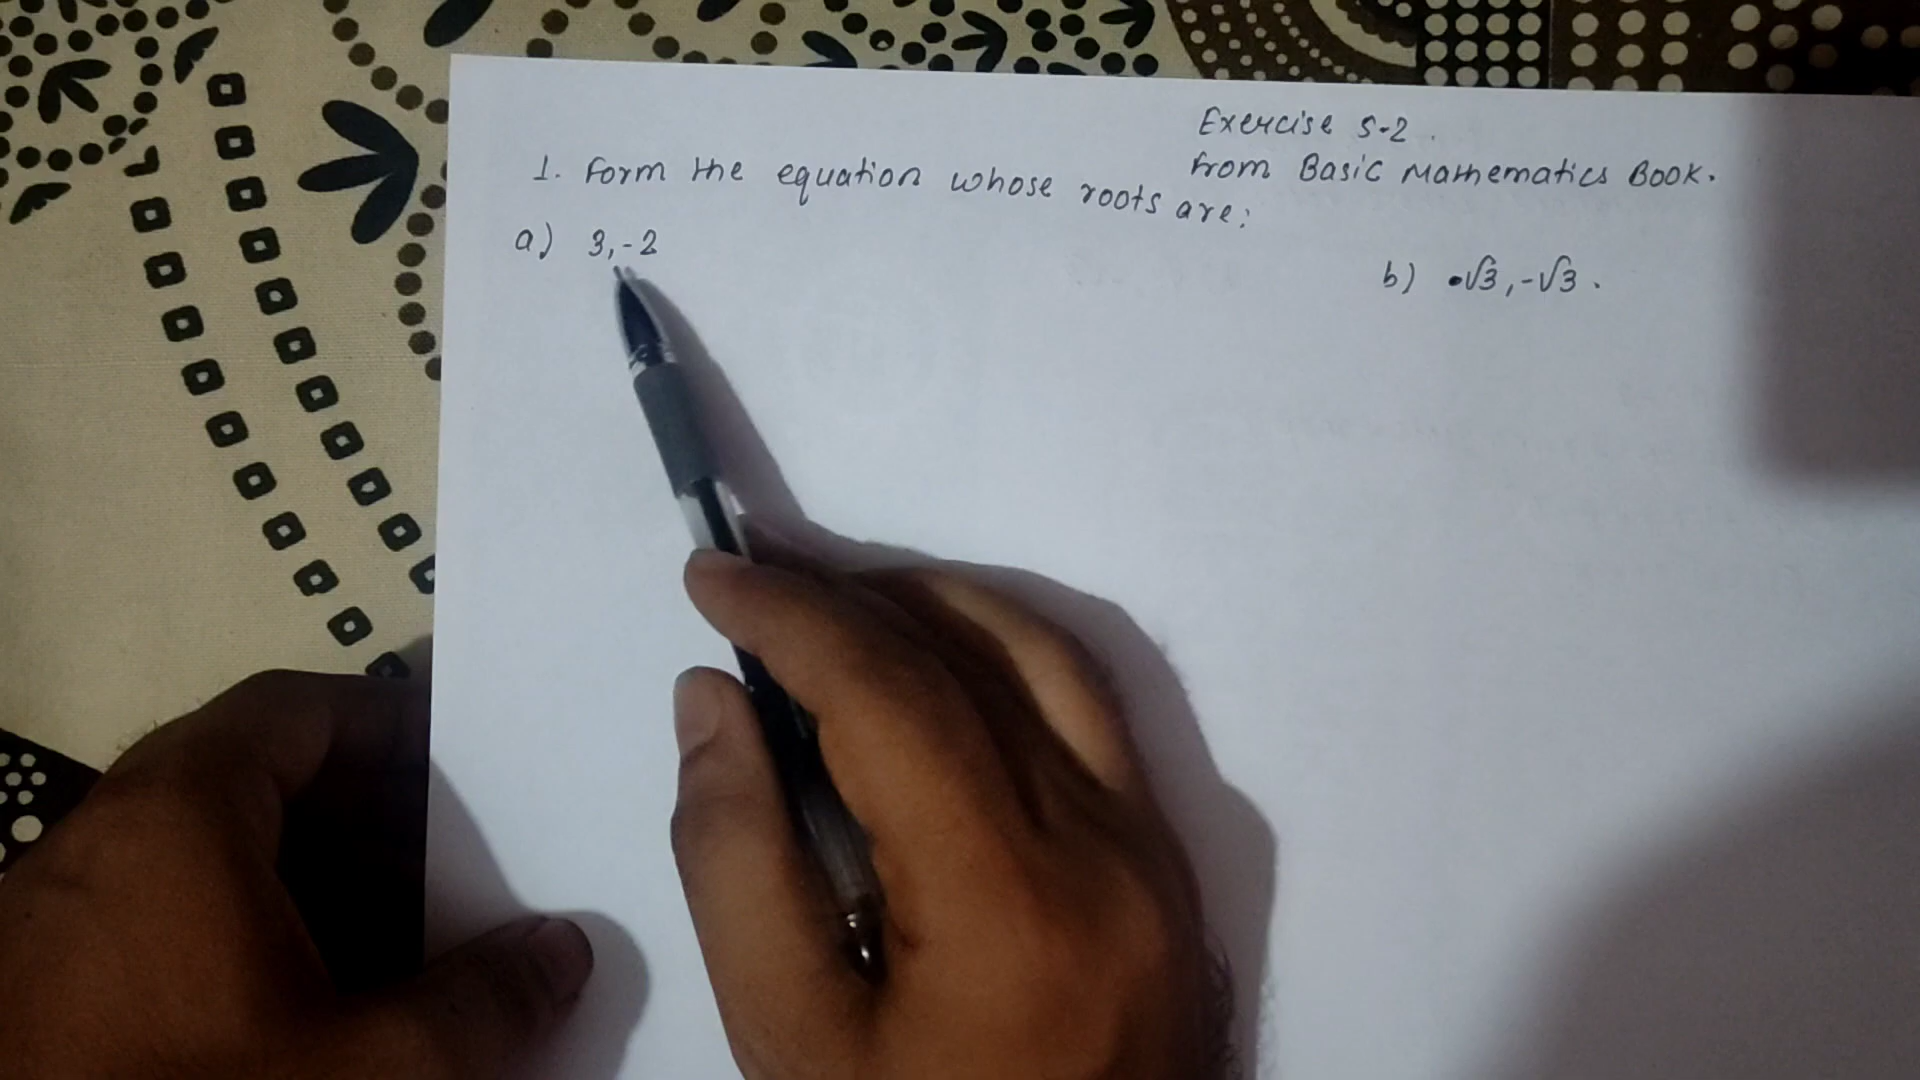 Exercise 5.2.
from Basic Mathematics Book.
1. Form the equation whose roots are:
a) 3, -2
b) √3, -√3.